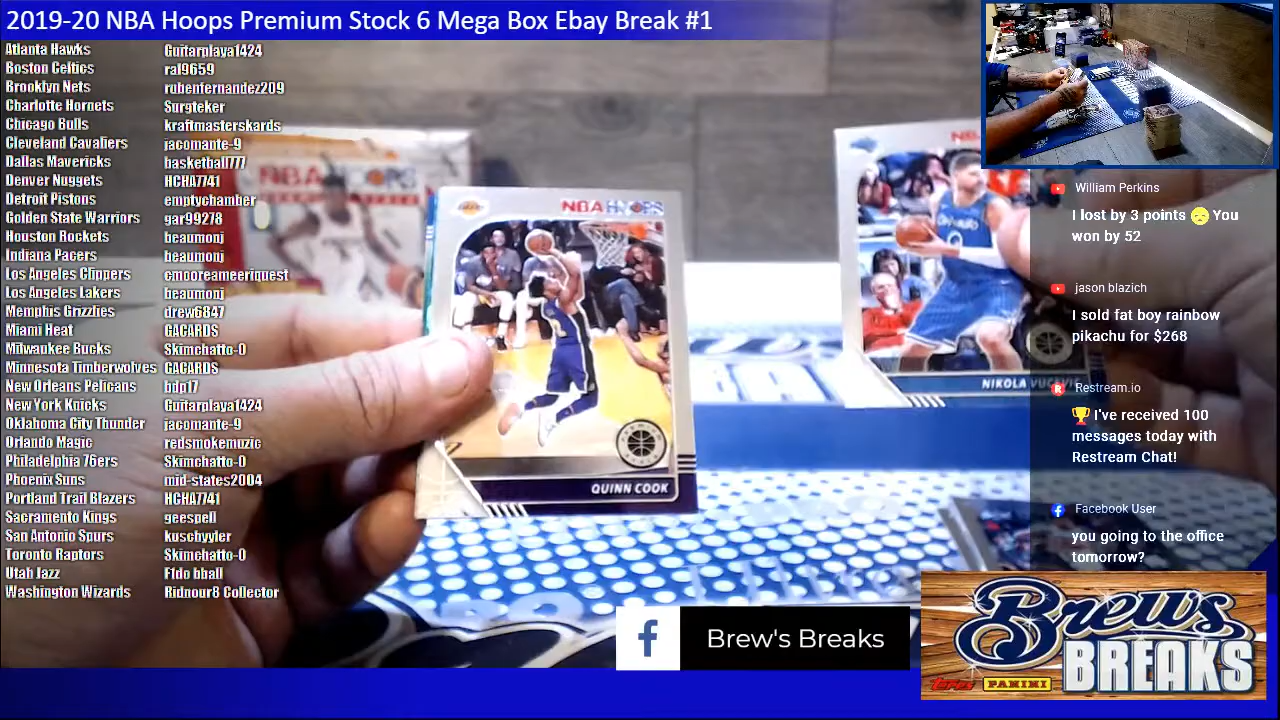 2019-20 NBA Hoops Premium Stock 6 Mega Box Ebay Break #1
Atlanta Hawks Guitarplaya1424
Boston Celtics ral9659
Brooklyn Nets rubenfernandez209
Charlotte Hornets Surgteker
Chicago Bulls kraftmasterskards
Cleveland Cavaliers jacomante-9
Dallas Mavericks basketball777
Denver Nuggets HCHA7741
Detroit Pistons emptychamber
Golden State Warriors gar99278
Houston Rockets beaumonj
Indiana Pacers beaumonj
Los Angeles Clippers emooreameeriquest
Los Angeles Lakers beaumonj
Memphis Grizzlies drew6847
Miami Heat GACARDS
Milwaukee Bucks Skimchatto-0
Minnesota Timberwolves GACARDS
New Orleans Pelicans bdp17
New York Knicks Guitarplaya1424
Oklahoma City Thunder jacomante-9
Orlando Magic redsmokemuzic
Philadelphia 76ers Skimchatto-0
Phoenix Suns mid-states2004
Portland Trail Blazers HCHA7741
Sacramento Kings geespell
San Antonio Spurs kuschyyler
Toronto Raptors Skimchatto-0
Utah Jazz F1do bball
Washington Wizards Ridnour8 Collector
NBA HOOPS
NBA HOOPS
QUINN COOK
NIKOLA VUCEVIC
William Perkins
I lost by 3 points 😞 You
won by 52
jason blazich
I sold fat boy rainbow
pikachu for $268
Restream.io
🏆 I've received 100
messages today with
Restream Chat!
Facebook User
you going to the office
tomorrow?
Brew's Breaks
Brew's
BREAKS
Topps PANINI